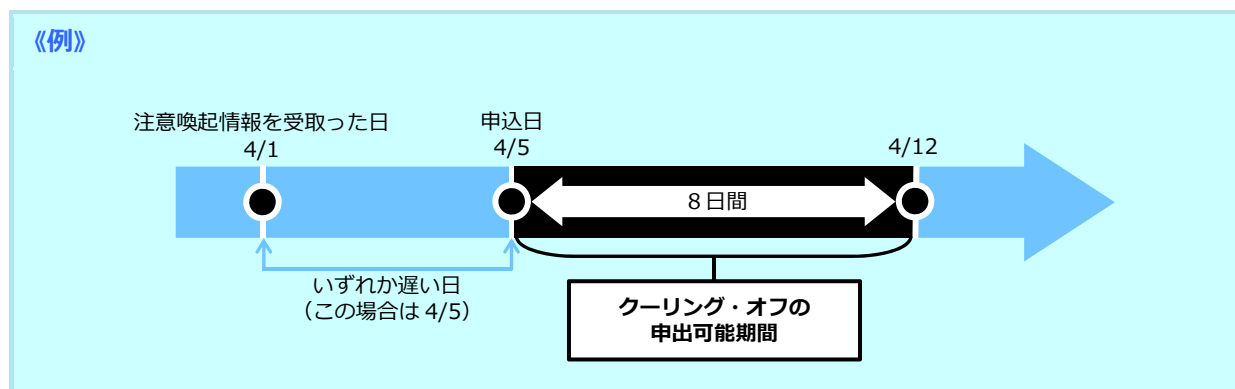 《例》
注意喚起情報を受取った日
4/1
申込日
4/5
4/12
8日間
いずれか遅い日
（この場合は 4/5）
クーリング・オフの
申出可能期間